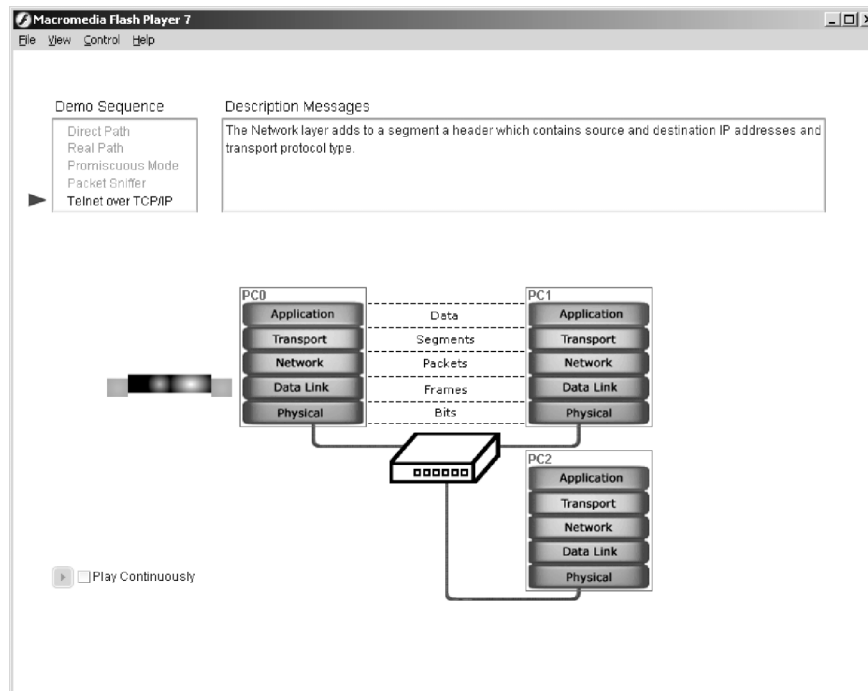 Macromedia Flash Player 7
File View Control Help
Demo Sequence
Direct Path
Real Path
Promiscuous Mode
Packet Sniffer
Telnet over TCP/IP
Description Messages
The Network layer adds to a segment a header which contains source and destination IP addresses and
transport protocol type.
PC0
Application
Transport
Network
Data Link
Physical
Data
Segments
Packets
Frames
Bits
PC1
Application
Transport
Network
Data Link
Physical
PC2
Application
Transport
Network
Data Link
Physical
Play Continuously